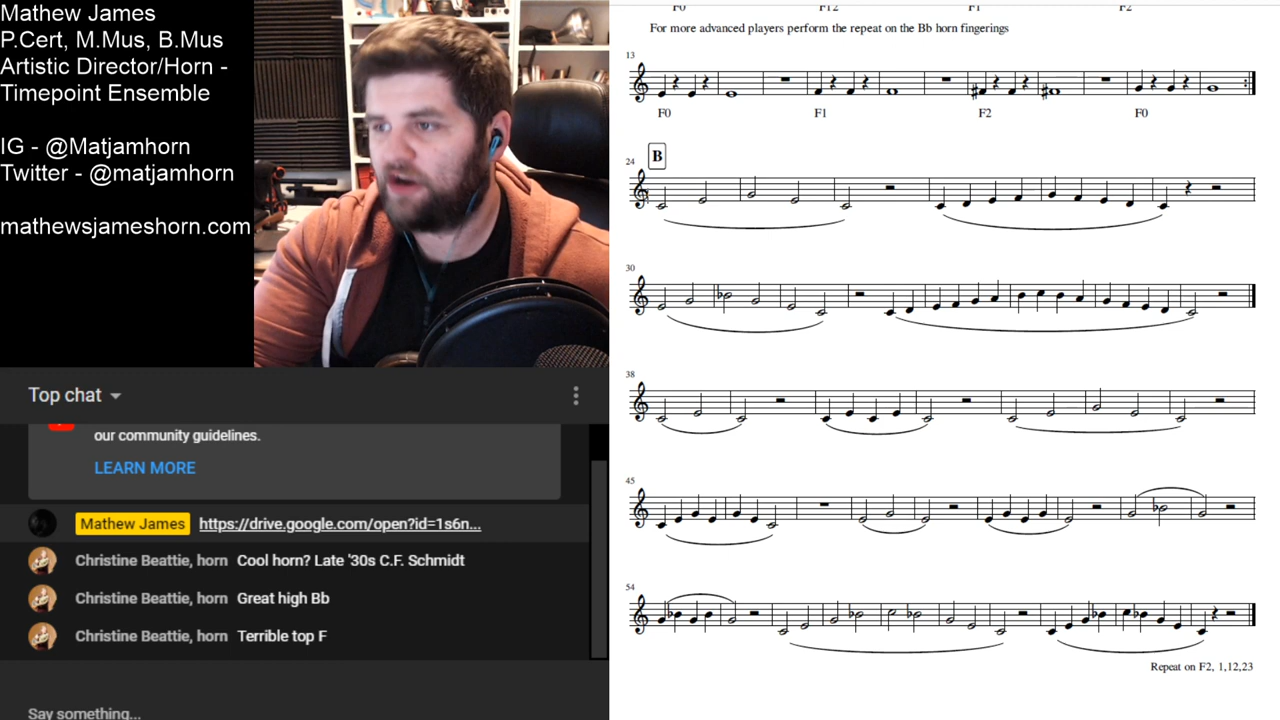 Mathew James
P.Cert, M.Mus, B.Mus
Artistic Director/Horn -
Timepoint Ensemble
IG - @Matjamhorn
Twitter - @matjamhorn
mathewsjameshorn.com
Top chat
our community guidelines.
LEARN MORE
Mathew James https://drive.google.com/open?id=1s6n...
Christine Beattie, horn Cool horn? Late '30s C.F. Schmidt
Christine Beattie, horn Great high Bb
Christine Beattie, horn Terrible top F
Say something...
F0 F12 F1 F2
For more advanced players perform the repeat on the Bb horn fingerings
13
F0 F1 F2 F0
B
24
30
38
45
54
Repeat on F2, 1,12,23